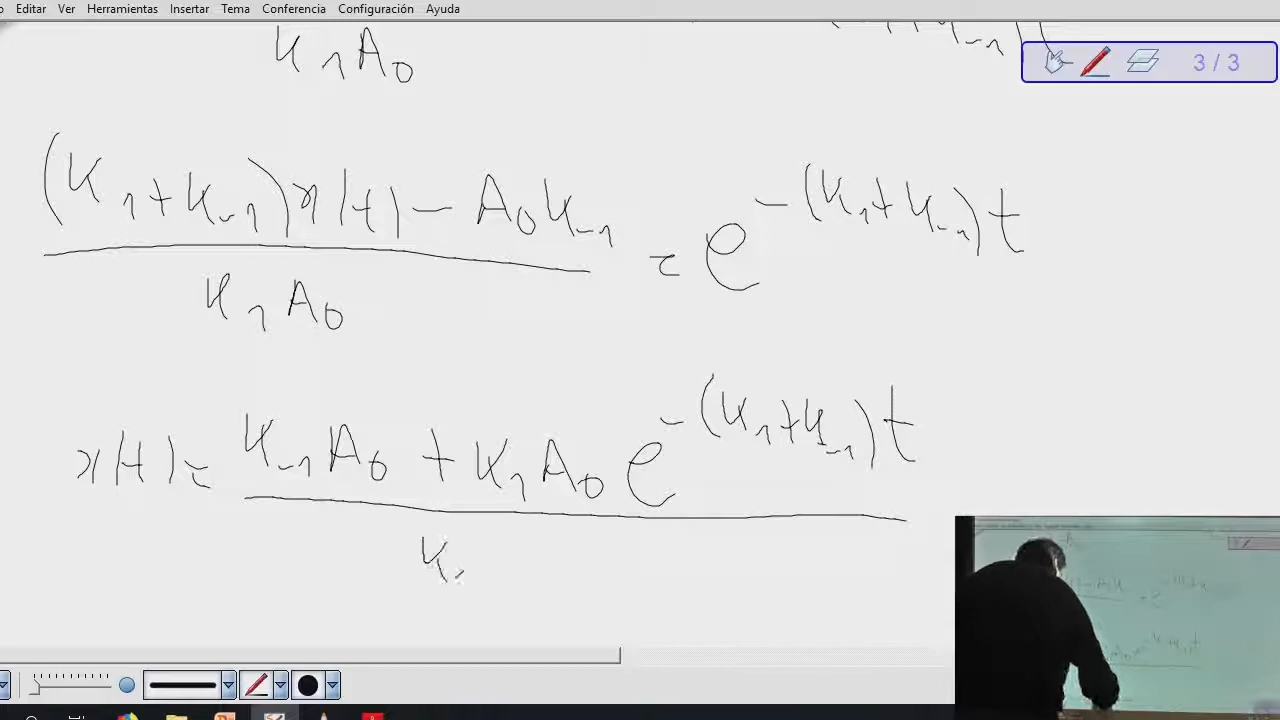 Editar Ver Herramientas Insertar Tema Conferencia Configuración Ayuda
k₁A₀
3 / 3
(k₁+k₋₁)x(t) − A₀k₋₁
k₁A₀
= e^−(k₁+k₋₁)t
x(t) = k₋₁A₀ + k₁A₀ e^−(k₁+k₋₁)t
k